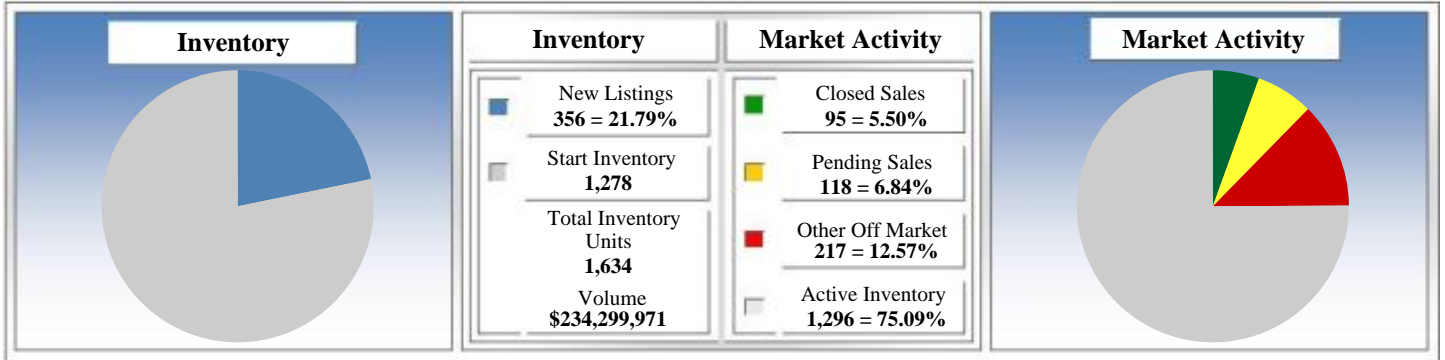 Inventory
Inventory
Market Activity
New Listings
356 = 21.79%
Start Inventory
1,278
Total Inventory
Units
1,634
Volume
$234,299,971
Closed Sales
95 = 5.50%
Pending Sales
118 = 6.84%
Other Off Market
217 = 12.57%
Active Inventory
1,296 = 75.09%
Market Activity